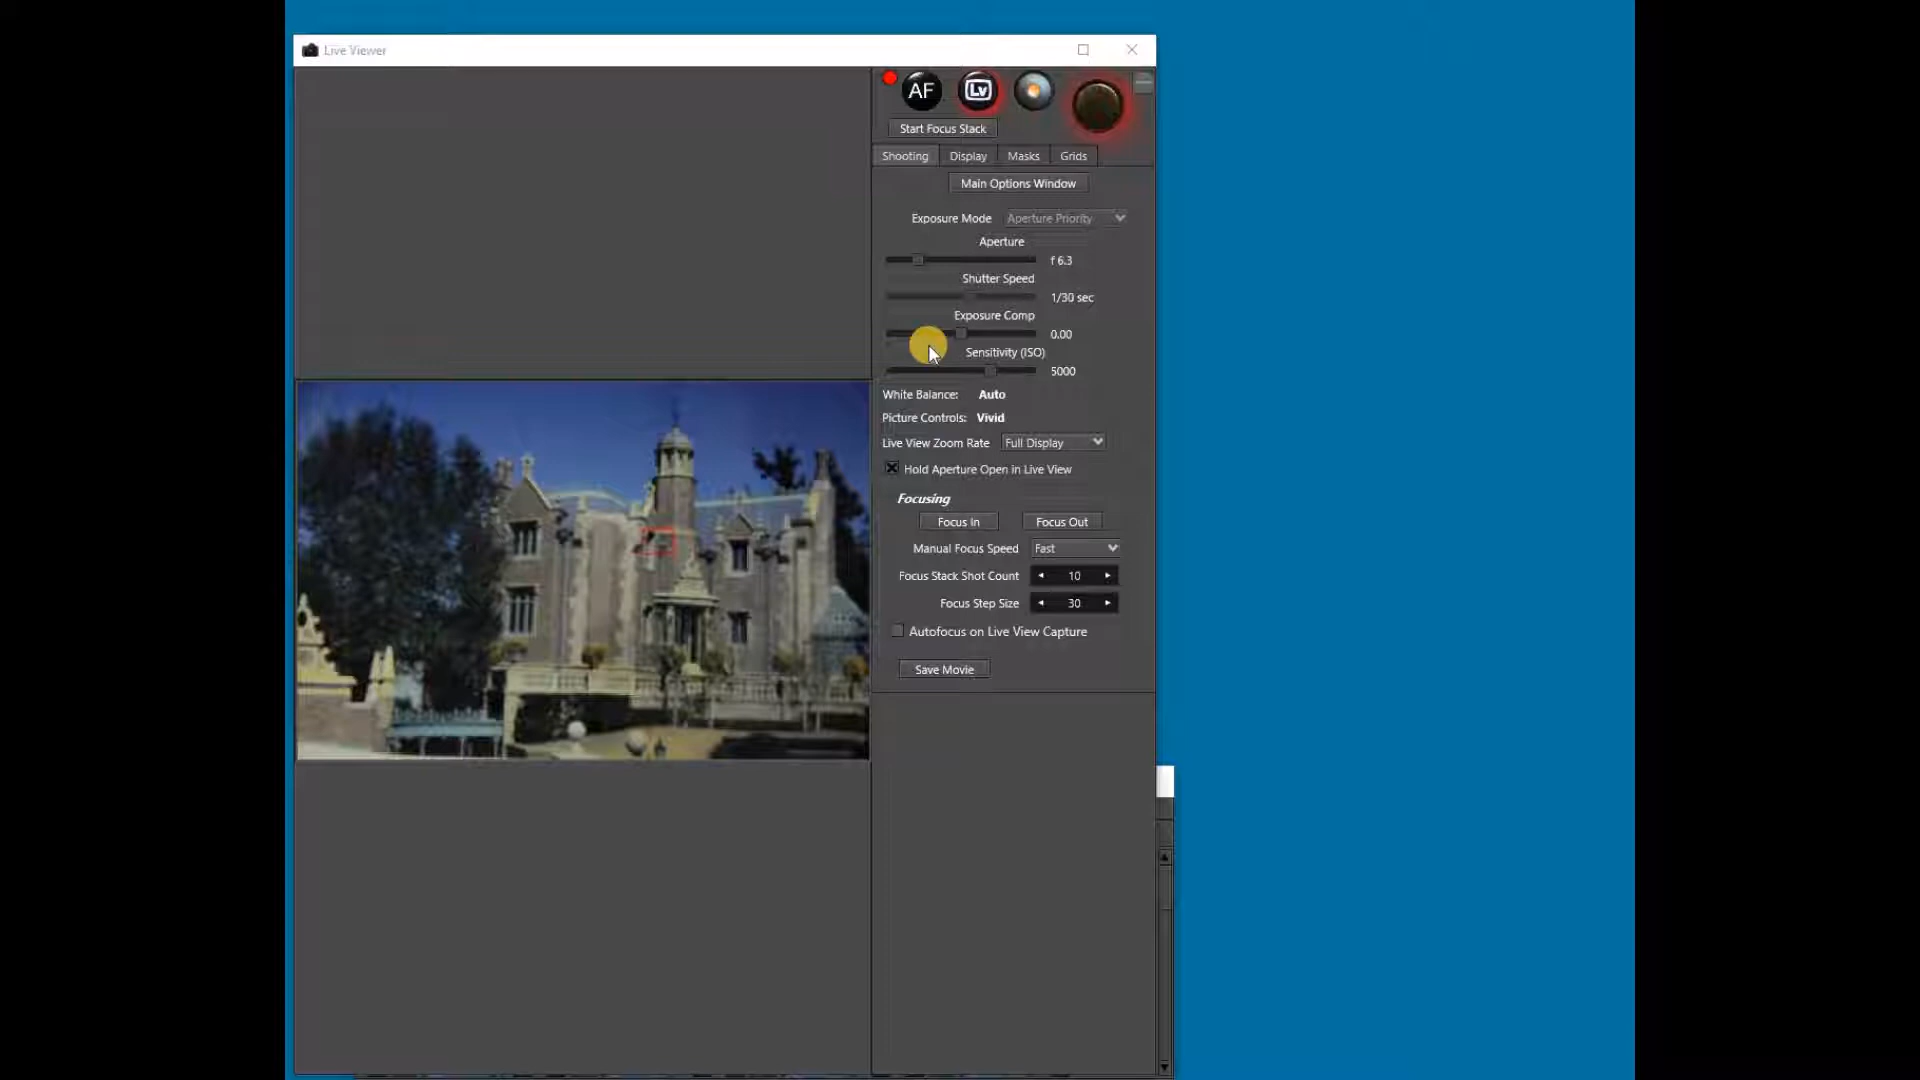 Live Viewer
AF Lv
Start Focus Stack
Shooting Display Masks Grids
Main Options Window
Exposure Mode Aperture Priority
Aperture
f 6.3
Shutter Speed
1/30 sec
Exposure Comp
0.00
Sensitivity (ISO)
5000
White Balance: Auto
Picture Controls: Vivid
Live View Zoom Rate Full Display
Hold Aperture Open in Live View
Focusing
Focus In Focus Out
Manual Focus Speed Fast
Focus Stack Shot Count 10
Focus Step Size 30
Autofocus on Live View Capture
Save Movie